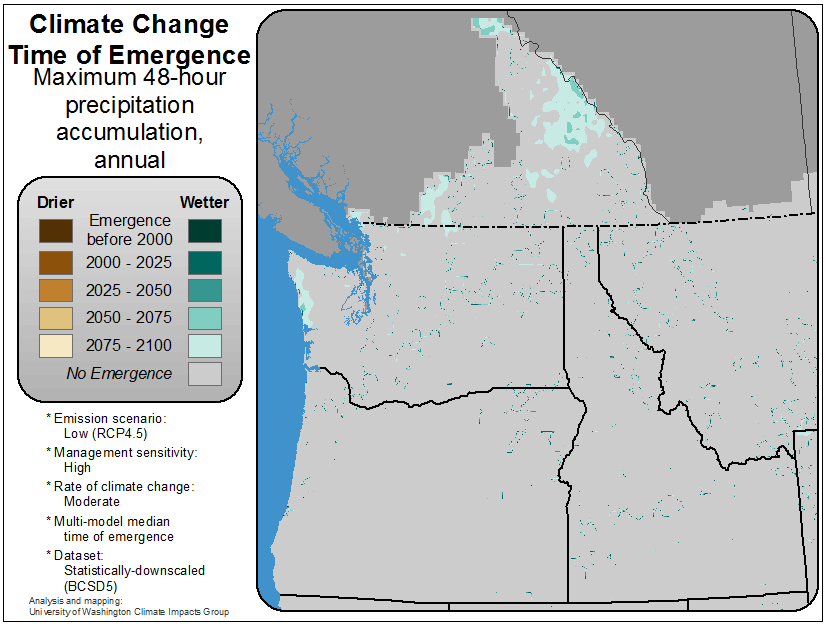 Climate Change
Time of Emergence
Maximum 48-hour
precipitation
accumulation,
annual
Drier
Wetter
Emergence
before 2000
2000 - 2025
2025 - 2050
2050 - 2075
2075 - 2100
No Emergence
* Emission scenario:
Low (RCP4.5)
* Management sensitivity:
High
* Rate of climate change:
Moderate
* Multi-model median
time of emergence
* Dataset:
Statistically-downscaled
(BCSD5)
Analysis and mapping:
University of Washington Climate Impacts Group